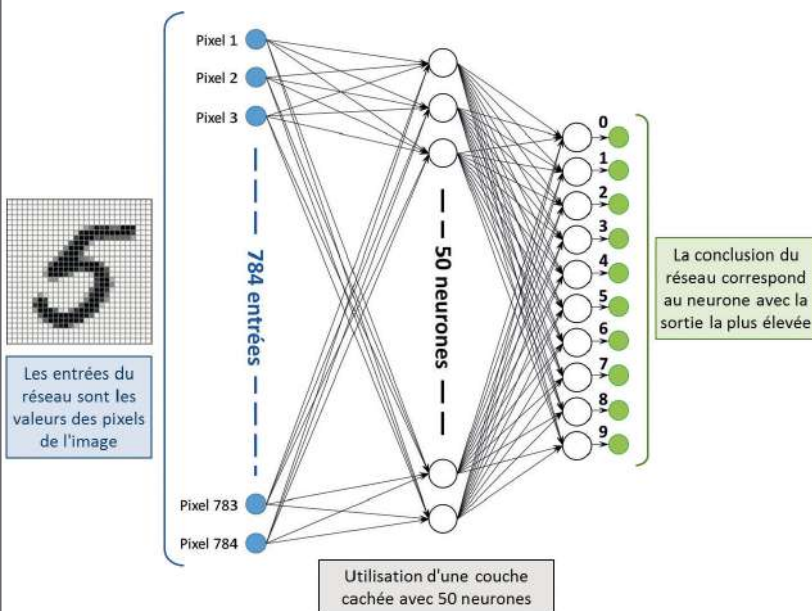 Pixel 1
Pixel 2
Pixel 3
784 entrées
Pixel 783
Pixel 784
Les entrées du
réseau sont les
valeurs des pixels
de l'image
50 neurones
Utilisation d'une couche
cachée avec 50 neurones
0
1
2
3
4
5
6
7
8
9
La conclusion du
réseau correspond
au neurone avec la
sortie la plus élevée
5